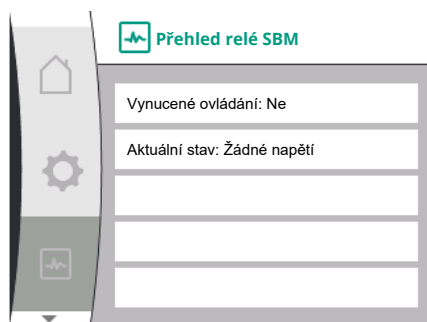 Přehled relé SBM
Vynucené ovládání: Ne
Aktuální stav: Žádné napětí